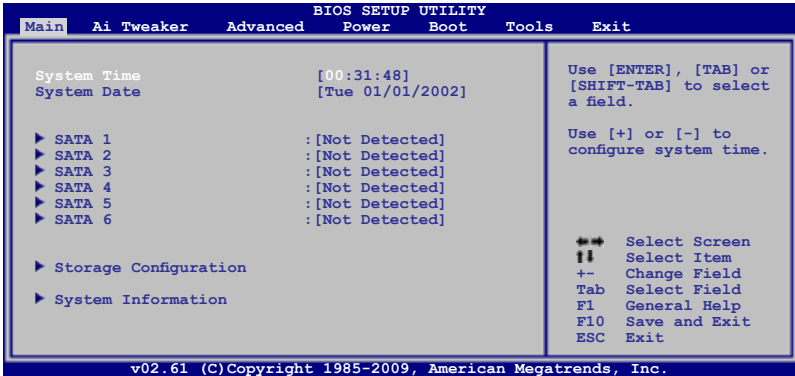 BIOS SETUP UTILITY
Main Ai Tweaker Advanced Power Boot Tools Exit
System Time [00:31:48]
System Date [Tue 01/01/2002]
SATA 1 :[Not Detected]
SATA 2 :[Not Detected]
SATA 3 :[Not Detected]
SATA 4 :[Not Detected]
SATA 5 :[Not Detected]
SATA 6 :[Not Detected]
Storage Configuration
System Information
Use [ENTER], [TAB] or
[SHIFT-TAB] to select
a field.
Use [+] or [-] to
configure system time.
Select Screen
Select Item
+- Change Field
Tab Select Field
F1 General Help
F10 Save and Exit
ESC Exit
v02.61 (C)Copyright 1985-2009, American Megatrends, Inc.